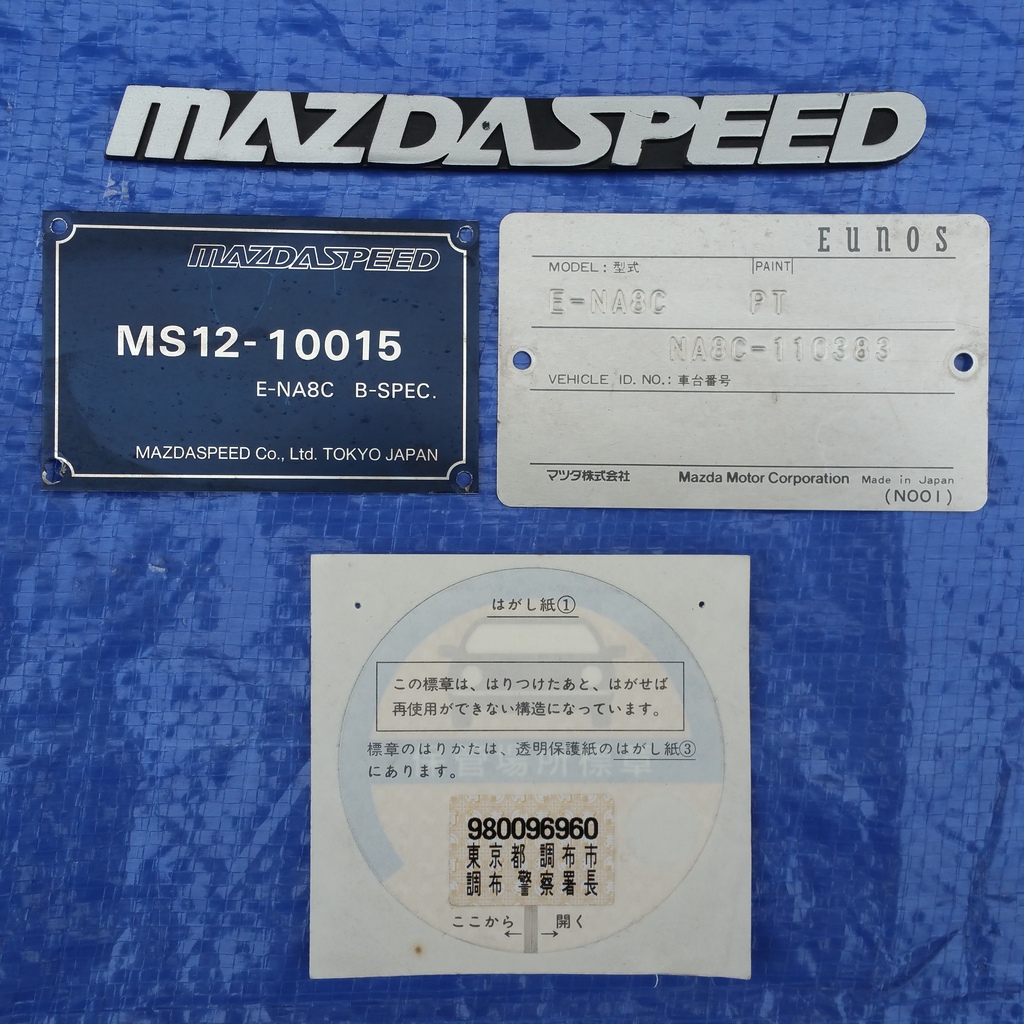 MAZDASPEED
MAZDASPEED
MS12-10015
E-NA8C B-SPEC.
MAZDASPEED Co., Ltd. TOKYO JAPAN
EUNOS
MODEL : 型式 PAINT
E-NA8C PT
NA8C-110383
VEHICLE ID. NO. : 車台番号
マツダ株式会社 Mazda Motor Corporation Made in Japan
(N001)
はがし紙①
この標章は、はりつけたあと、はがせば
再使用ができない構造になっています。
標章のはりかたは、透明保護紙のはがし紙③
にあります。
管場所標章
980096960
東京都 調布市
調布 警察署長
ここから 開く
← →